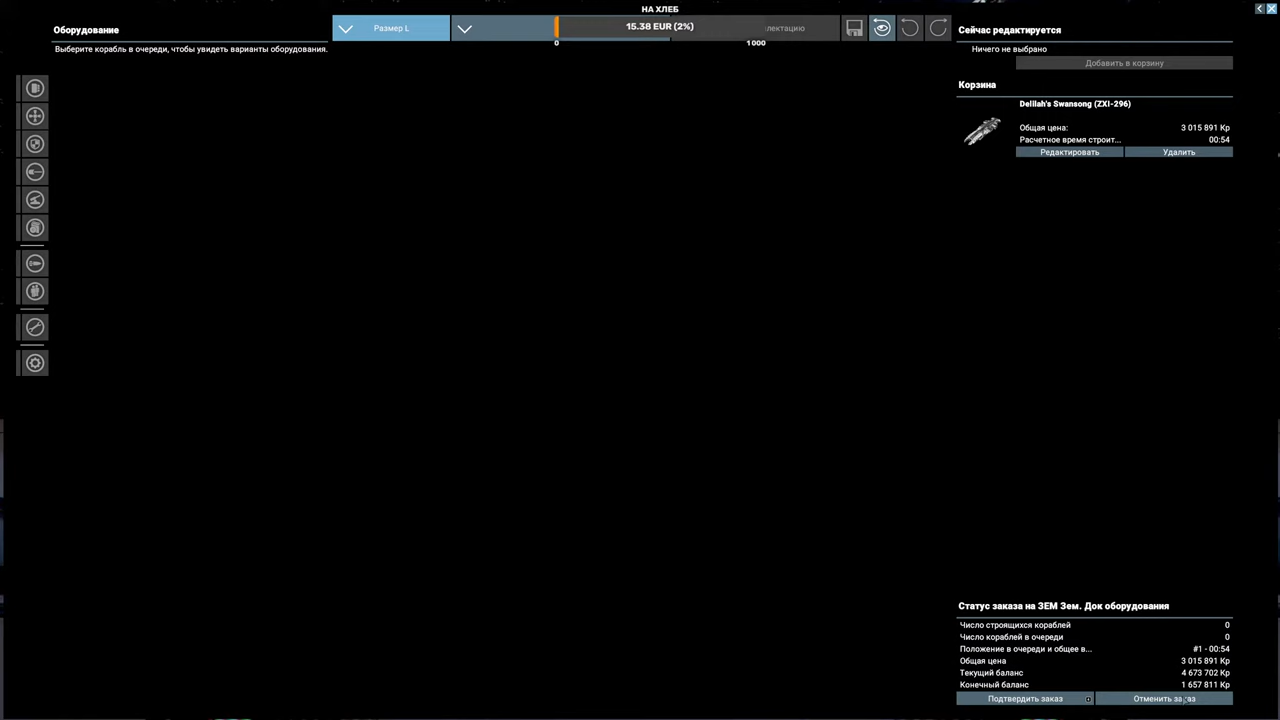 НА ХЛЕБ
Оборудование
Выберите корабль в очереди, чтобы увидеть варианты оборудования.
Размер L
15.38 EUR (2%)
0
1000
Сейчас редактируется
Ничего не выбрано
Добавить в корзину
Корзина
Delilah's Swansong (ZXI-296)
Общая цена: 3 015 891 Кр
Расчетное время строит... 00:54
Редактировать Удалить
Статус заказа на ЗЕМ Зем. Док оборудования
Число строящихся кораблей 0
Число кораблей в очереди 0
Положение в очереди и общее в... #1 - 00:54
Общая цена 3 015 891 Кр
Текущий баланс 4 673 702 Кр
Конечный баланс 1 657 811 Кр
Подтвердить заказ Отменить заказ